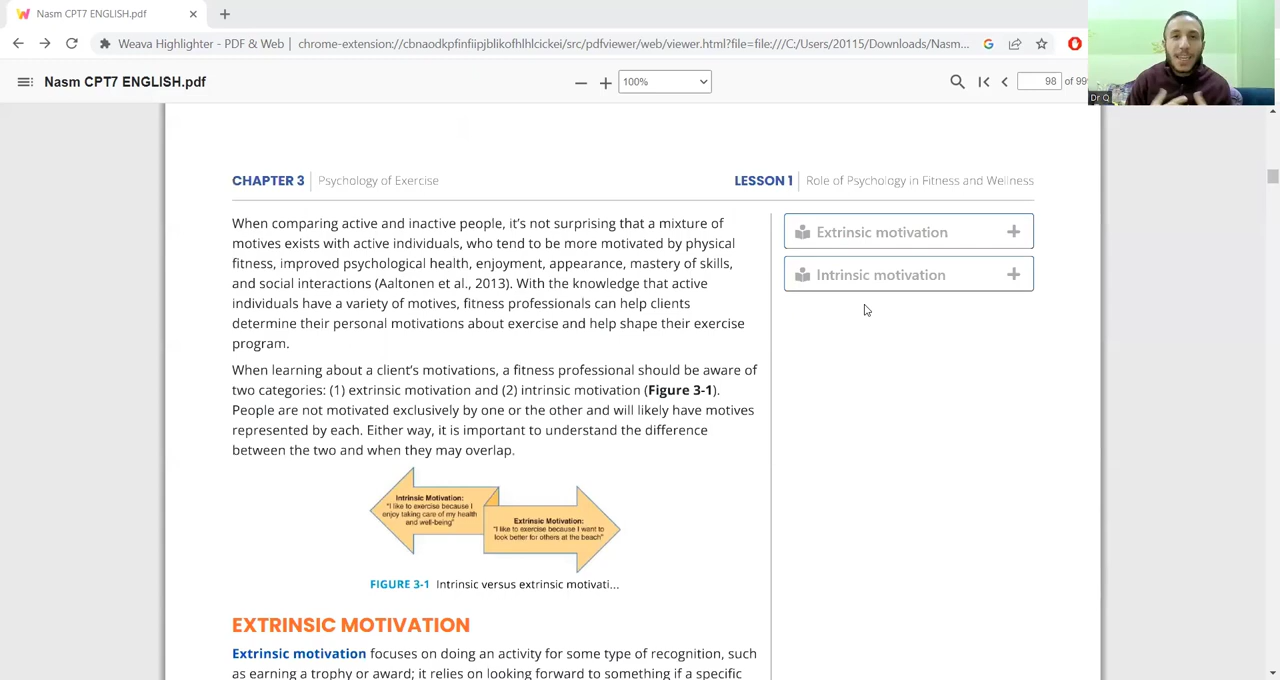 Nasm CPT7 ENGLISH.pdf
Weava Highlighter - PDF & Web | chrome-extension://cbnaodkpfinfiipjblikofhlhlcickei/src/pdfviewer/web/viewer.html?file=file:///C:/Users/20115/Downloads/Nasm...
Nasm CPT7 ENGLISH.pdf
100%
98 of 99
Dr Q
CHAPTER 3 | Psychology of Exercise
LESSON 1 | Role of Psychology in Fitness and Wellness
When comparing active and inactive people, it's not surprising that a mixture of
motives exists with active individuals, who tend to be more motivated by physical
fitness, improved psychological health, enjoyment, appearance, mastery of skills,
and social interactions (Aaltonen et al., 2013). With the knowledge that active
individuals have a variety of motives, fitness professionals can help clients
determine their personal motivations about exercise and help shape their exercise
program.
When learning about a client's motivations, a fitness professional should be aware of
two categories: (1) extrinsic motivation and (2) intrinsic motivation (Figure 3-1).
People are not motivated exclusively by one or the other and will likely have motives
represented by each. Either way, it is important to understand the difference
between the two and when they may overlap.
Intrinsic Motivation:
"I like to exercise because I
enjoy taking care of my health
and well-being"
Extrinsic Motivation:
"I like to exercise because I want to
look better for others at the beach"
FIGURE 3-1 Intrinsic versus extrinsic motivati...
EXTRINSIC MOTIVATION
Extrinsic motivation focuses on doing an activity for some type of recognition, such
as earning a trophy or award; it relies on looking forward to something if a specific
Extrinsic motivation
Intrinsic motivation